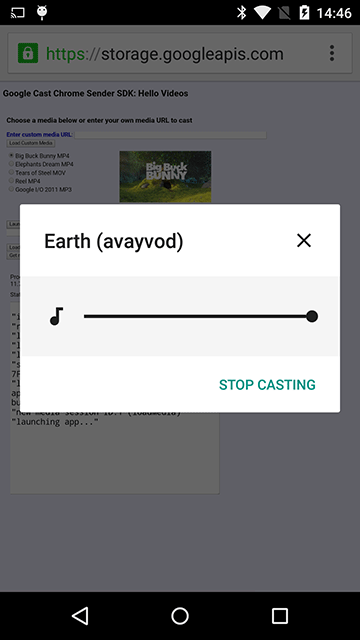 14:46
https://storage.googleapis.com
Google Cast Chrome Sender SDK: Hello Videos
Choose a media below or enter your own media URL to cast
Enter custom media URL:
Load Custom Media
Big Buck Bunny MP4
Elephants Dream MP4
Tears of Steel MOV
Reel MP4
Google I/O 2011 MP3
Big Buck
BUNNY
Earth (avayvod)
STOP CASTING
"new media session ID:7 (loadmedia)
"launching app..."